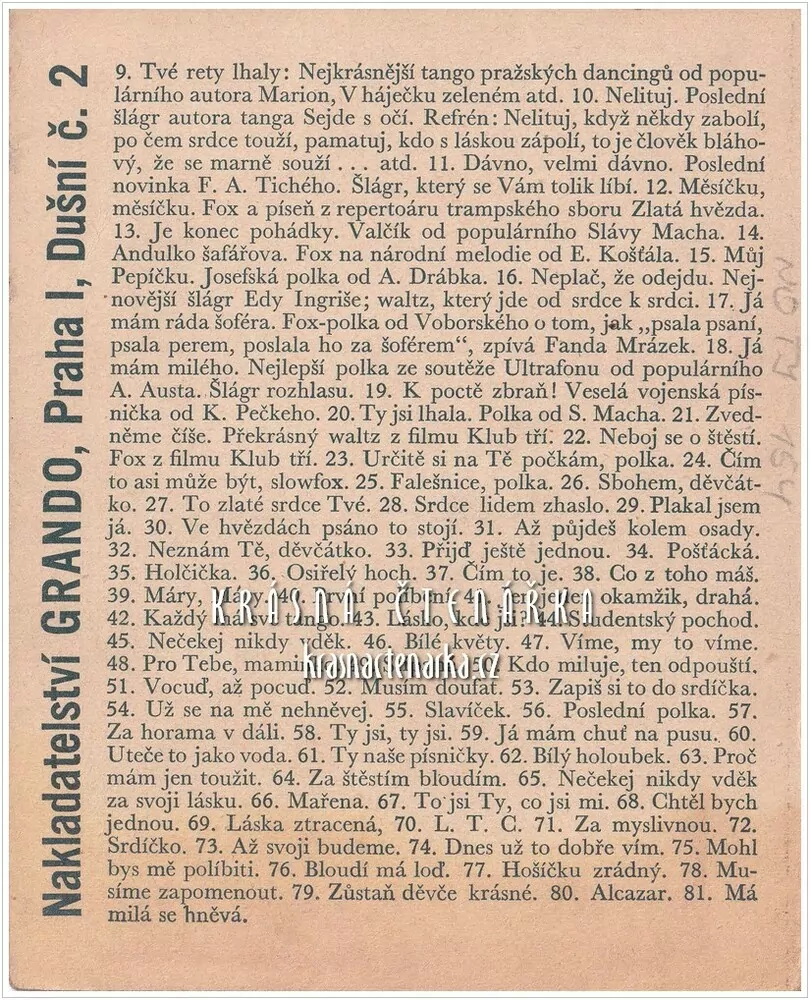 Nakladatelství GRANDO, Praha I, Dušní č. 2
9. Tvé rety lhaly: Nejkrásnější tango pražských dancingů od popu-
lárního autora Marion, V háječku zeleném atd. 10. Nelituj. Poslední
šlágr autora tanga Sejde s očí. Refrén: Nelituj, když někdy zabolí,
po čem srdce touží, pamatuj, kdo s láskou zápolí, to je člověk bláho-
vý, že se marně souží . . . atd. 11. Dávno, velmi dávno. Poslední
novinka F. A. Tichého. Šlágr, který se Vám tolik líbí. 12. Měsíčku,
měsíčku. Fox a píseň z repertoáru trampského sboru Zlatá hvězda.
13. Je konec pohádky. Valčík od populárního Slávy Macha. 14.
Andulko šafářova. Fox na národní melodie od E. Košťála. 15. Můj
Pepíčku. Josefská polka od A. Drábka. 16. Neplač, že odejdu. Nej-
novější šlágr Edy Ingriše; waltz, který jde od srdce k srdci. 17. Já
mám ráda šoféra. Fox-polka od Voborského o tom, jak „psala psaní,
psala perem, poslala ho za šoférem“, zpívá Fanda Mrázek. 18. Já
mám milého. Nejlepší polka ze soutěže Ultrafonu od populárního
A. Austa. Šlágr rozhlasu. 19. K poctě zbraň! Veselá vojenská pís-
nička od K. Pečkeho. 20. Ty jsi lhala. Polka od S. Macha. 21. Zved-
něme číše. Překrásný waltz z filmu Klub tří. 22. Neboj se o štěstí.
Fox z filmu Klub tří. 23. Určitě si na Tě počkám, polka. 24. Čím
to asi může být, slowfox. 25. Falešnice, polka. 26. Sbohem, děvčát-
ko. 27. To zlaté srdce Tvé. 28. Srdce lidem zhaslo. 29. Plakal jsem
já. 30. Ve hvězdách psáno to stojí. 31. Až půjdeš kolem osady.
32. Neznám Tě, děvčátko. 33. Přijď ještě jednou. 34. Pošťácká.
35. Holčička. 36. Osiřelý hoch. 37. Čím to je. 38. Co z toho máš.
39. Máry, Máry. 40. První políbení. 41. jeden okamžik, drahá.
42. Každý má své tango. 43. Lásko, kde jsi? 44. Studentský pochod.
45. Nečekej nikdy vděk. 46. Bílé květy. 47. Víme, my to víme.
48. Pro Tebe, maminko. 49. 50. Kdo miluje, ten odpouští.
51. Vocuď, až pocuď. 52. Musím doufat. 53. Zapiš si to do srdíčka.
54. Už se na mě nehněvej. 55. Slavíček. 56. Poslední polka. 57.
Za horama v dáli. 58. Ty jsi, ty jsi. 59. Já mám chuť na pusu. 60.
Uteče to jako voda. 61. Ty naše písničky. 62. Bílý holoubek. 63. Proč
mám jen toužit. 64. Za štěstím bloudím. 65. Nečekej nikdy vděk
za svoji lásku. 66. Mařena. 67. To jsi Ty, co jsi mi. 68. Chtěl bych
jednou. 69. Láska ztracená, 70. L. T. C. 71. Za myslivnou. 72.
Srdíčko. 73. Až svoji budeme. 74. Dnes už to dobře vím. 75. Mohl
bys mě políbiti. 76. Bloudí má loď. 77. Hošíčku zrádný. 78. Mu-
síme zapomenout. 79. Zůstaň děvče krásné. 80. Alcazar. 81. Má
milá se hněvá.
KRÁSNÁ ČTENÁŘKA
krasnactenarka.cz